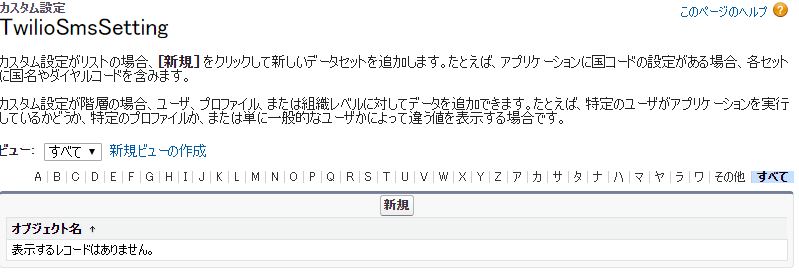 カスタム設定
TwilioSmsSetting
このページのヘルプ ?
カスタム設定がリストの場合、[新規] をクリックして新しいデータセットを追加します。たとえば、アプリケーションに国コードの設定がある場合、各セット
に国名やダイヤルコードを含みます。
カスタム設定が階層の場合、ユーザ、プロファイル、または組織レベルに対してデータを追加できます。たとえば、特定のユーザがアプリケーションを実行
しているかどうか、特定のプロファイルか、または単に一般的なユーザかによって違う値を表示する場合です。
ビュー: すべて ▼ 新規ビューの作成
A | B | C | D | E | F | G | H | I | J | K | L | M | N | O | P | Q | R | S | T | U | V | W | X | Y | Z | ア | カ | サ | タ | ナ | ハ | マ | ヤ | ラ | ワ | その他 | すべて
新規
オブジェクト名 ↑
表示するレコードはありません。